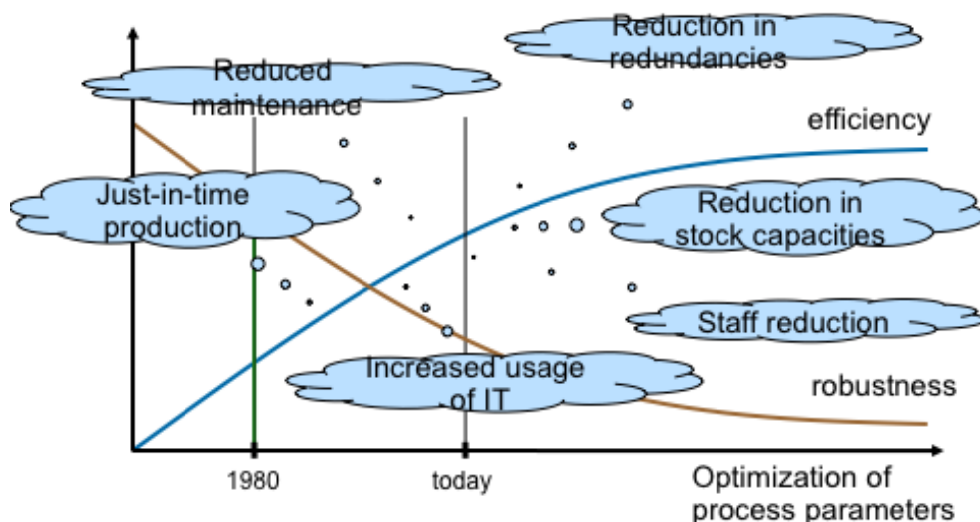 Reduction in
redundancies
Reduced
maintenance
efficiency
Just-in-time
production
Reduction in
stock capacities
Staff reduction
Increased usage
of IT
robustness
1980
today
Optimization of
process parameters